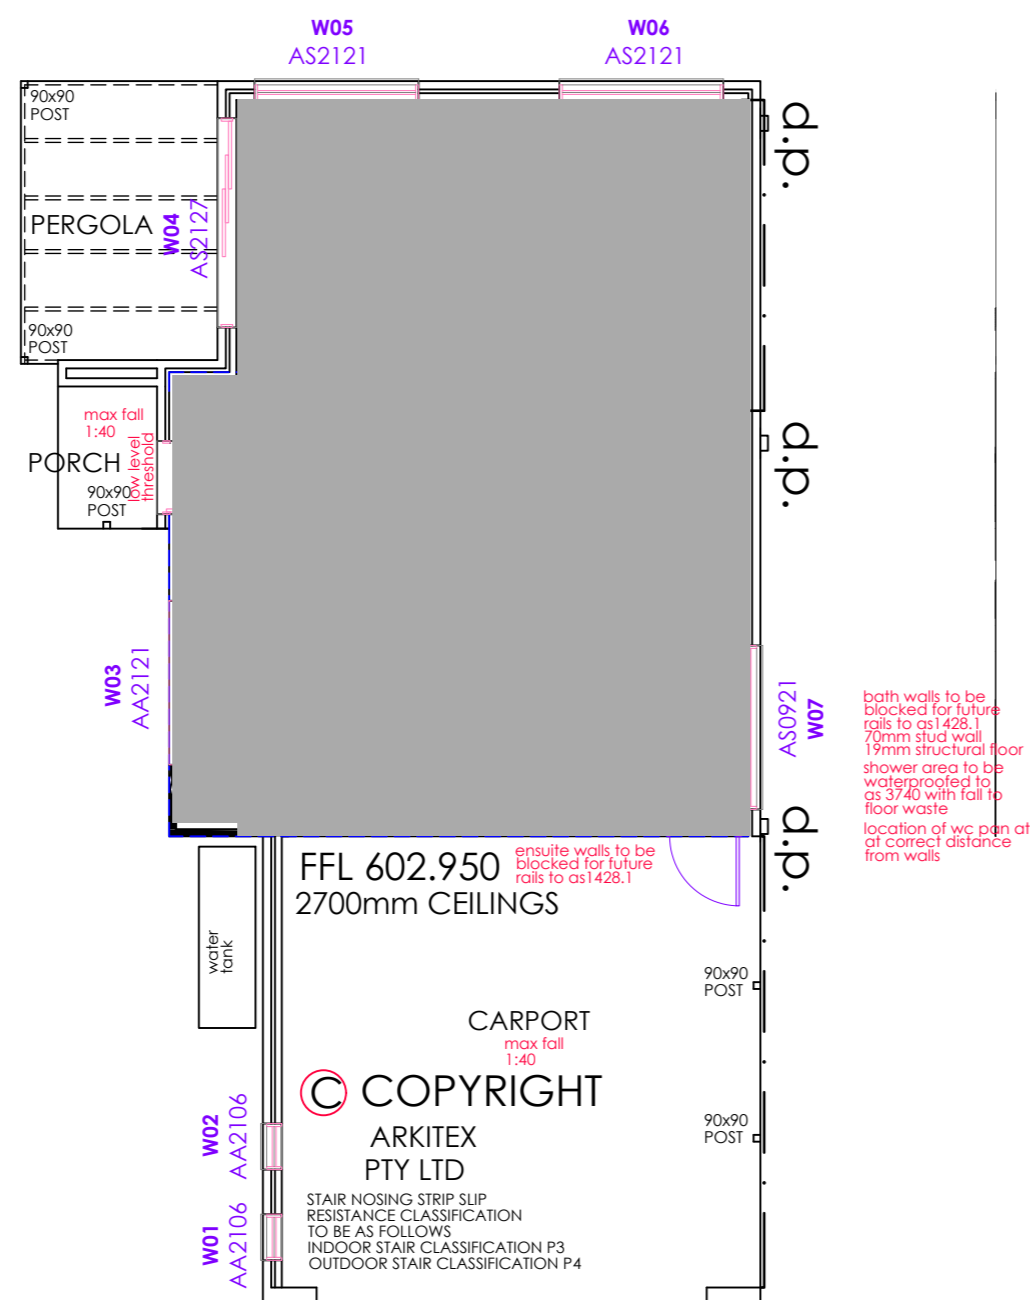 W05
AS2121
W06
AS2121
90x90
POST
d.p.
PERGOLA
W04
AS2127
90x90
POST
max fall
1:40
PORCH
low level
threshold
90x90
POST
d.p.
W03
AA2121
AS0921
W07
bath walls to be
blocked for future
rails to as1428.1
70mm stud wall
19mm structural floor
shower area to be
waterproofed to
as 3740 with fall to
floor waste
location of wc pan at
at correct distance
from walls
d.p.
FFL 602.950
2700mm CEILINGS
ensuite walls to be
blocked for future
rails to as1428.1
water
tank
90x90
POST
CARPORT
max fall
1:40
© COPYRIGHT
ARKITEX
PTY LTD
90x90
POST
W02
AA2106
W01
AA2106
STAIR NOSING STRIP SLIP
RESISTANCE CLASSIFICATION
TO BE AS FOLLOWS
INDOOR STAIR CLASSIFICATION P3
OUTDOOR STAIR CLASSIFICATION P4